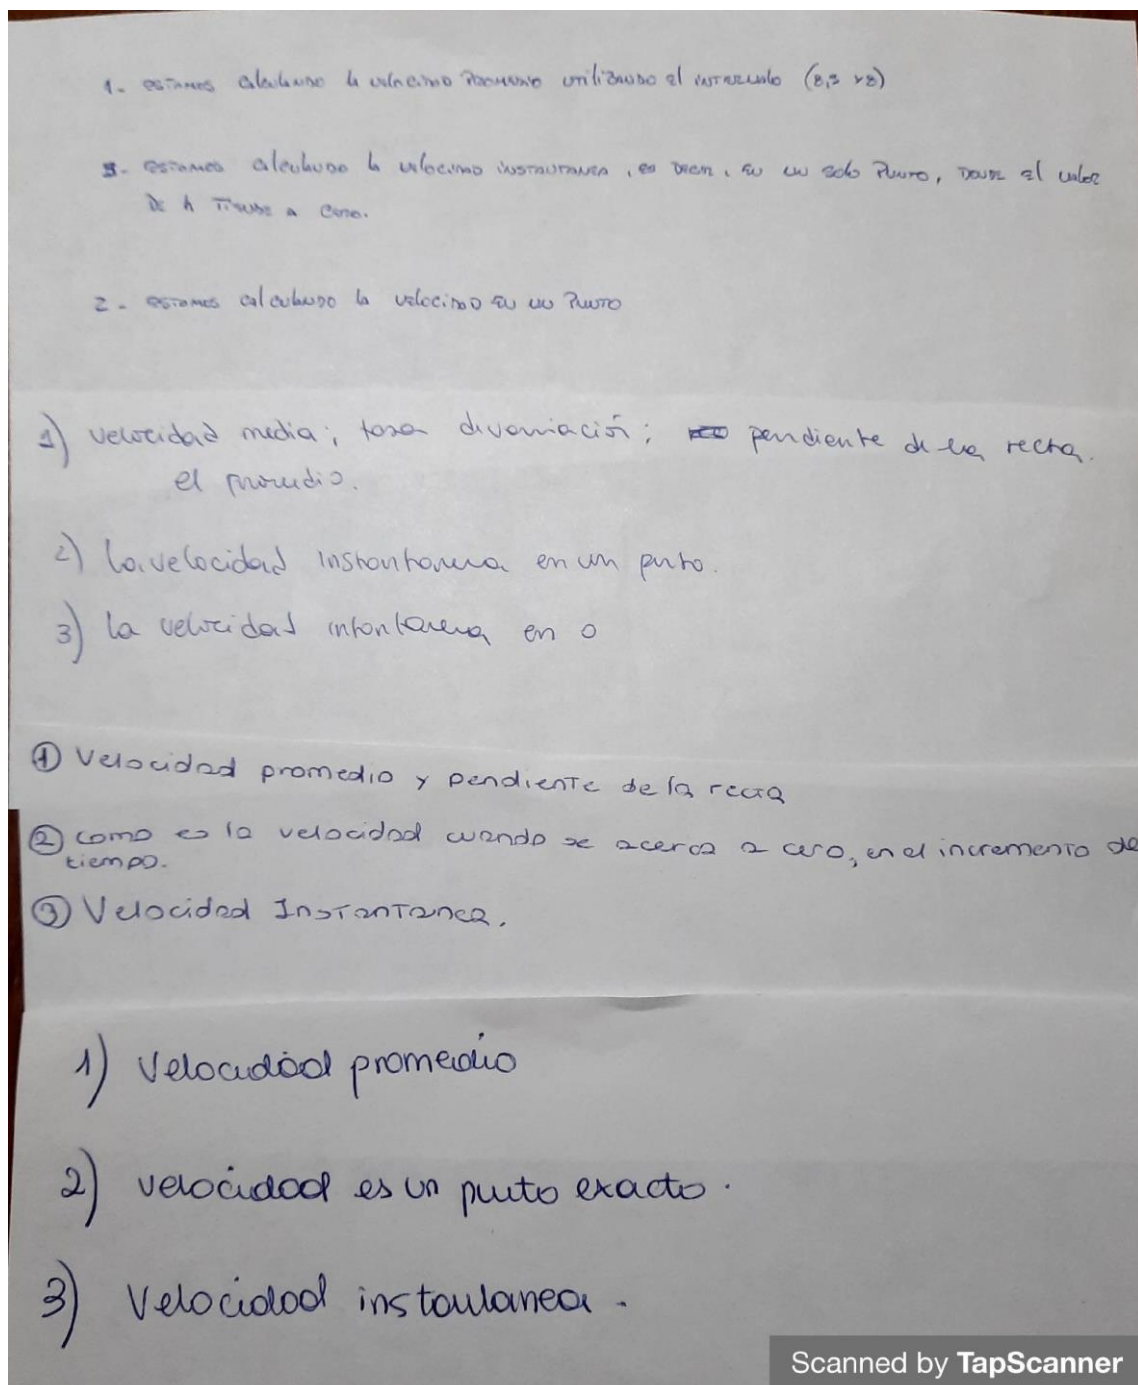 1- ESTAMOS calculando la velocidad PROMEDIO utilizando el INTERVALO (8,3 y 8)
3- ESTAMOS calculando la velocidad INSTANTANEA, es DECIR, EN UN solo PUNTO, DONDE el valor
DE h TIENDE A CERO.
2- ESTAMOS calculando la velocidad EN UN PUNTO
1) velocidad media; tasa de variación; pendiente de la recta.
el promedio.
2) la velocidad instantanea en un punto.
3) la velocidad intantanea en 0
① Velocidad promedio y pendiente de la recta
② como es la velocidad cuando se acerca a cero, en el incremento de
tiempo.
③ Velocidad Instantanea.
1) Velocidad promedio
2) velocidad es un punto exacto.
3) Velocidad instantanea.
Scanned by TapScanner